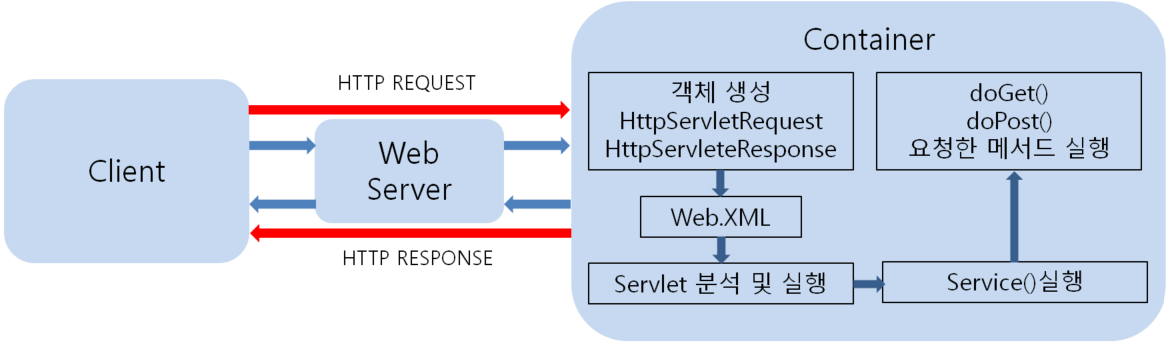 Container
HTTP REQUEST
Client
Web
Server
HTTP RESPONSE
객체 생성
HttpServletRequest
HttpServleteResponse
Web.XML
Servlet 분석 및 실행
Service()실행
doGet()
doPost()
요청한 메서드 실행